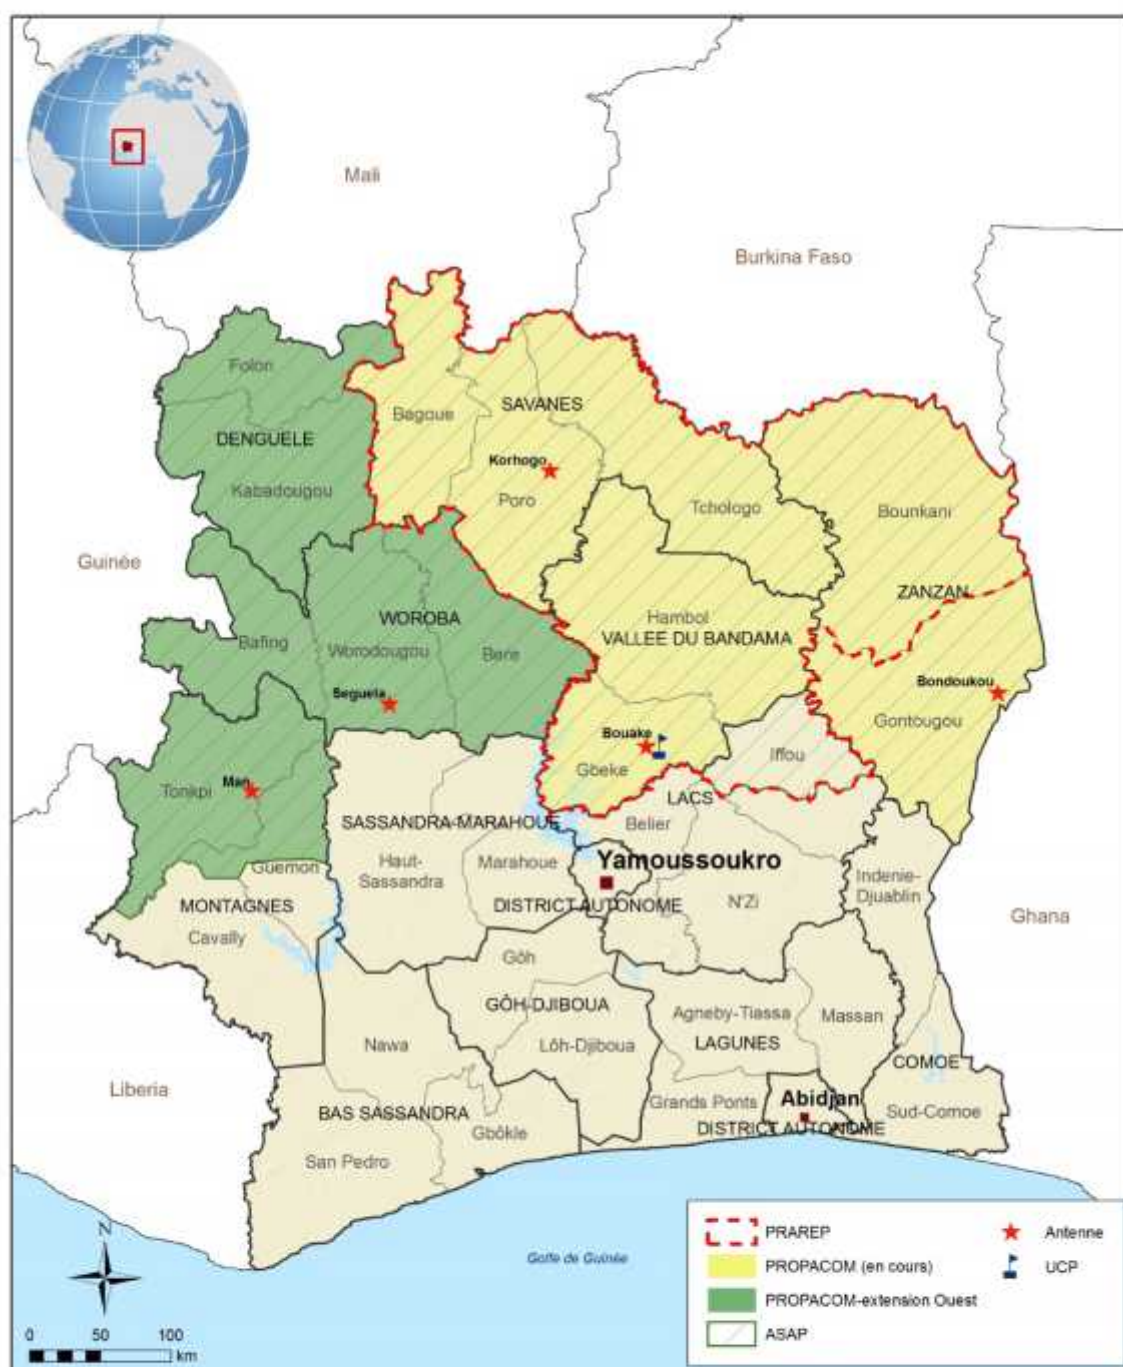 Mali
Burkina Faso
Folon
Bagoue
SAVANES
DENGUELE
Korhogo
Kabadougou
Poro
Tchologo
Bounkani
Guinée
ZANZAN
WOROBA
Hambol
VALLEE DU BANDAMA
Bafing
Worodougou
Bere
Seguela
Bondoukou
Gontougou
Bouake
Iffou
Gbeke
Tonkpi
Man
LACS
SASSANDRA-MARAHOUE
Belier
Guemon
Haut-
Sassandra
Marahoue
Yamoussoukro
Indenie-
Djuablin
MONTAGNES
DISTRICT AUTONOME
N'Zi
Ghana
Cavally
Gôh
GÔH-DJIBOUA
Agneby-Tiassa
Massan
Nawa
Lôh-Djiboua
LAGUNES
COMOE
Liberia
BAS SASSANDRA
Grands Ponts
Abidjan
Sud-Comoe
Gbôkle
DISTRICT AUTONOME
San Pedro
N
Golfe de Guinée
PRAREP
Antenne
PROPACOM (en cours)
UCP
PROPACOM-extension Ouest
ASAP
0 50 100
km